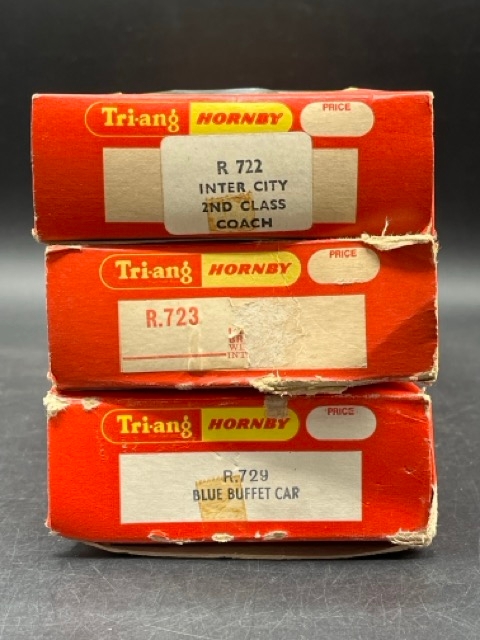 Tri-ang HORNBY
PRICE
R 722
INTER CITY
2ND CLASS
COACH
Tri-ang HORNBY
PRICE
R.723
Tri-ang HORNBY
PRICE
R.729
BLUE BUFFET CAR